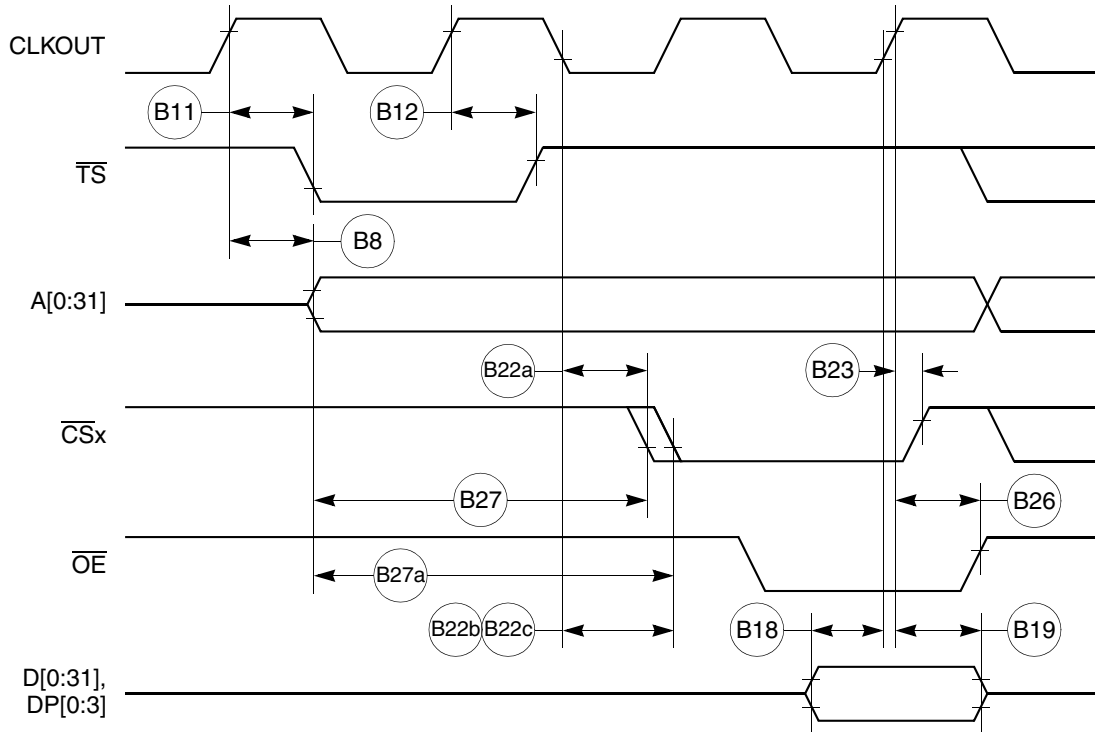 CLKOUT
B11
B12
TS
B8
A[0:31]
B22a
B23
CSx
B27
B26
OE
B27a
B22b B22c
B18
B19
D[0:31],
DP[0:3]